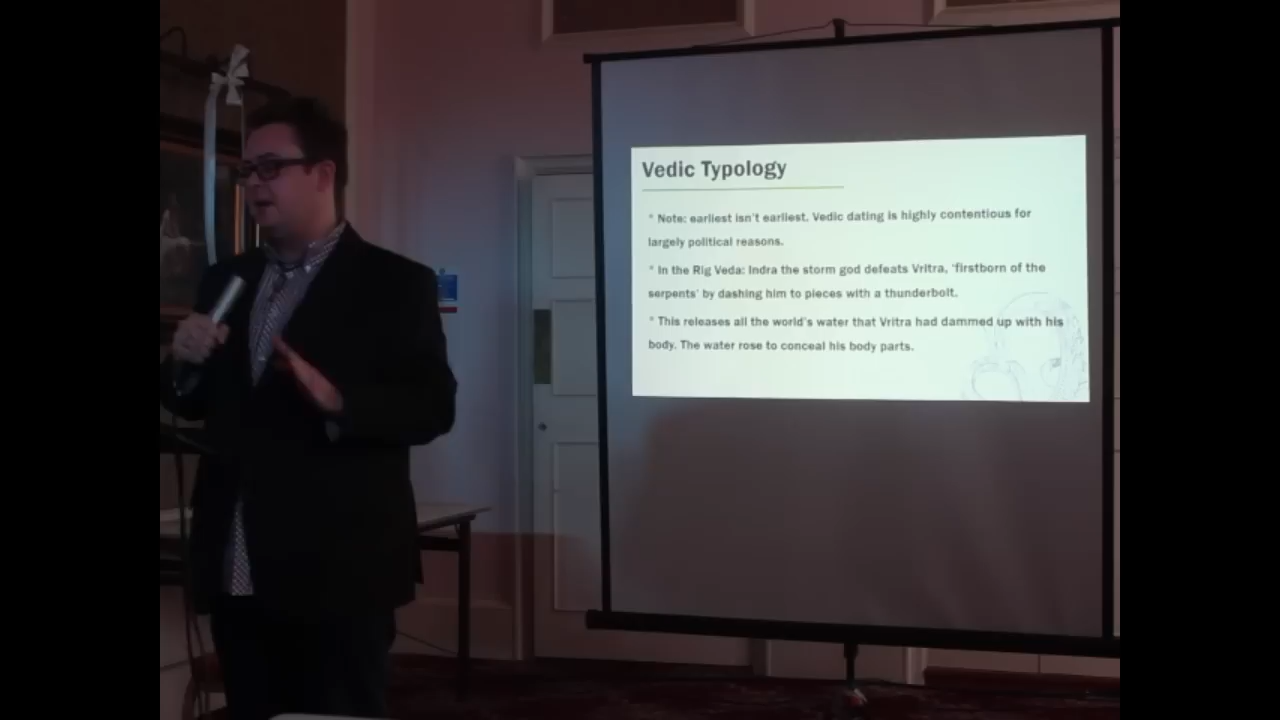 Vedic Typology
* Note: earliest isn't earliest. Vedic dating is highly contentious for
largely political reasons.
* In the Rig Veda: Indra the storm god defeats Vritra, 'firstborn of the
serpents' by dashing him to pieces with a thunderbolt.
* This releases all the world's water that Vritra had dammed up with his
body. The water rose to conceal his body parts.